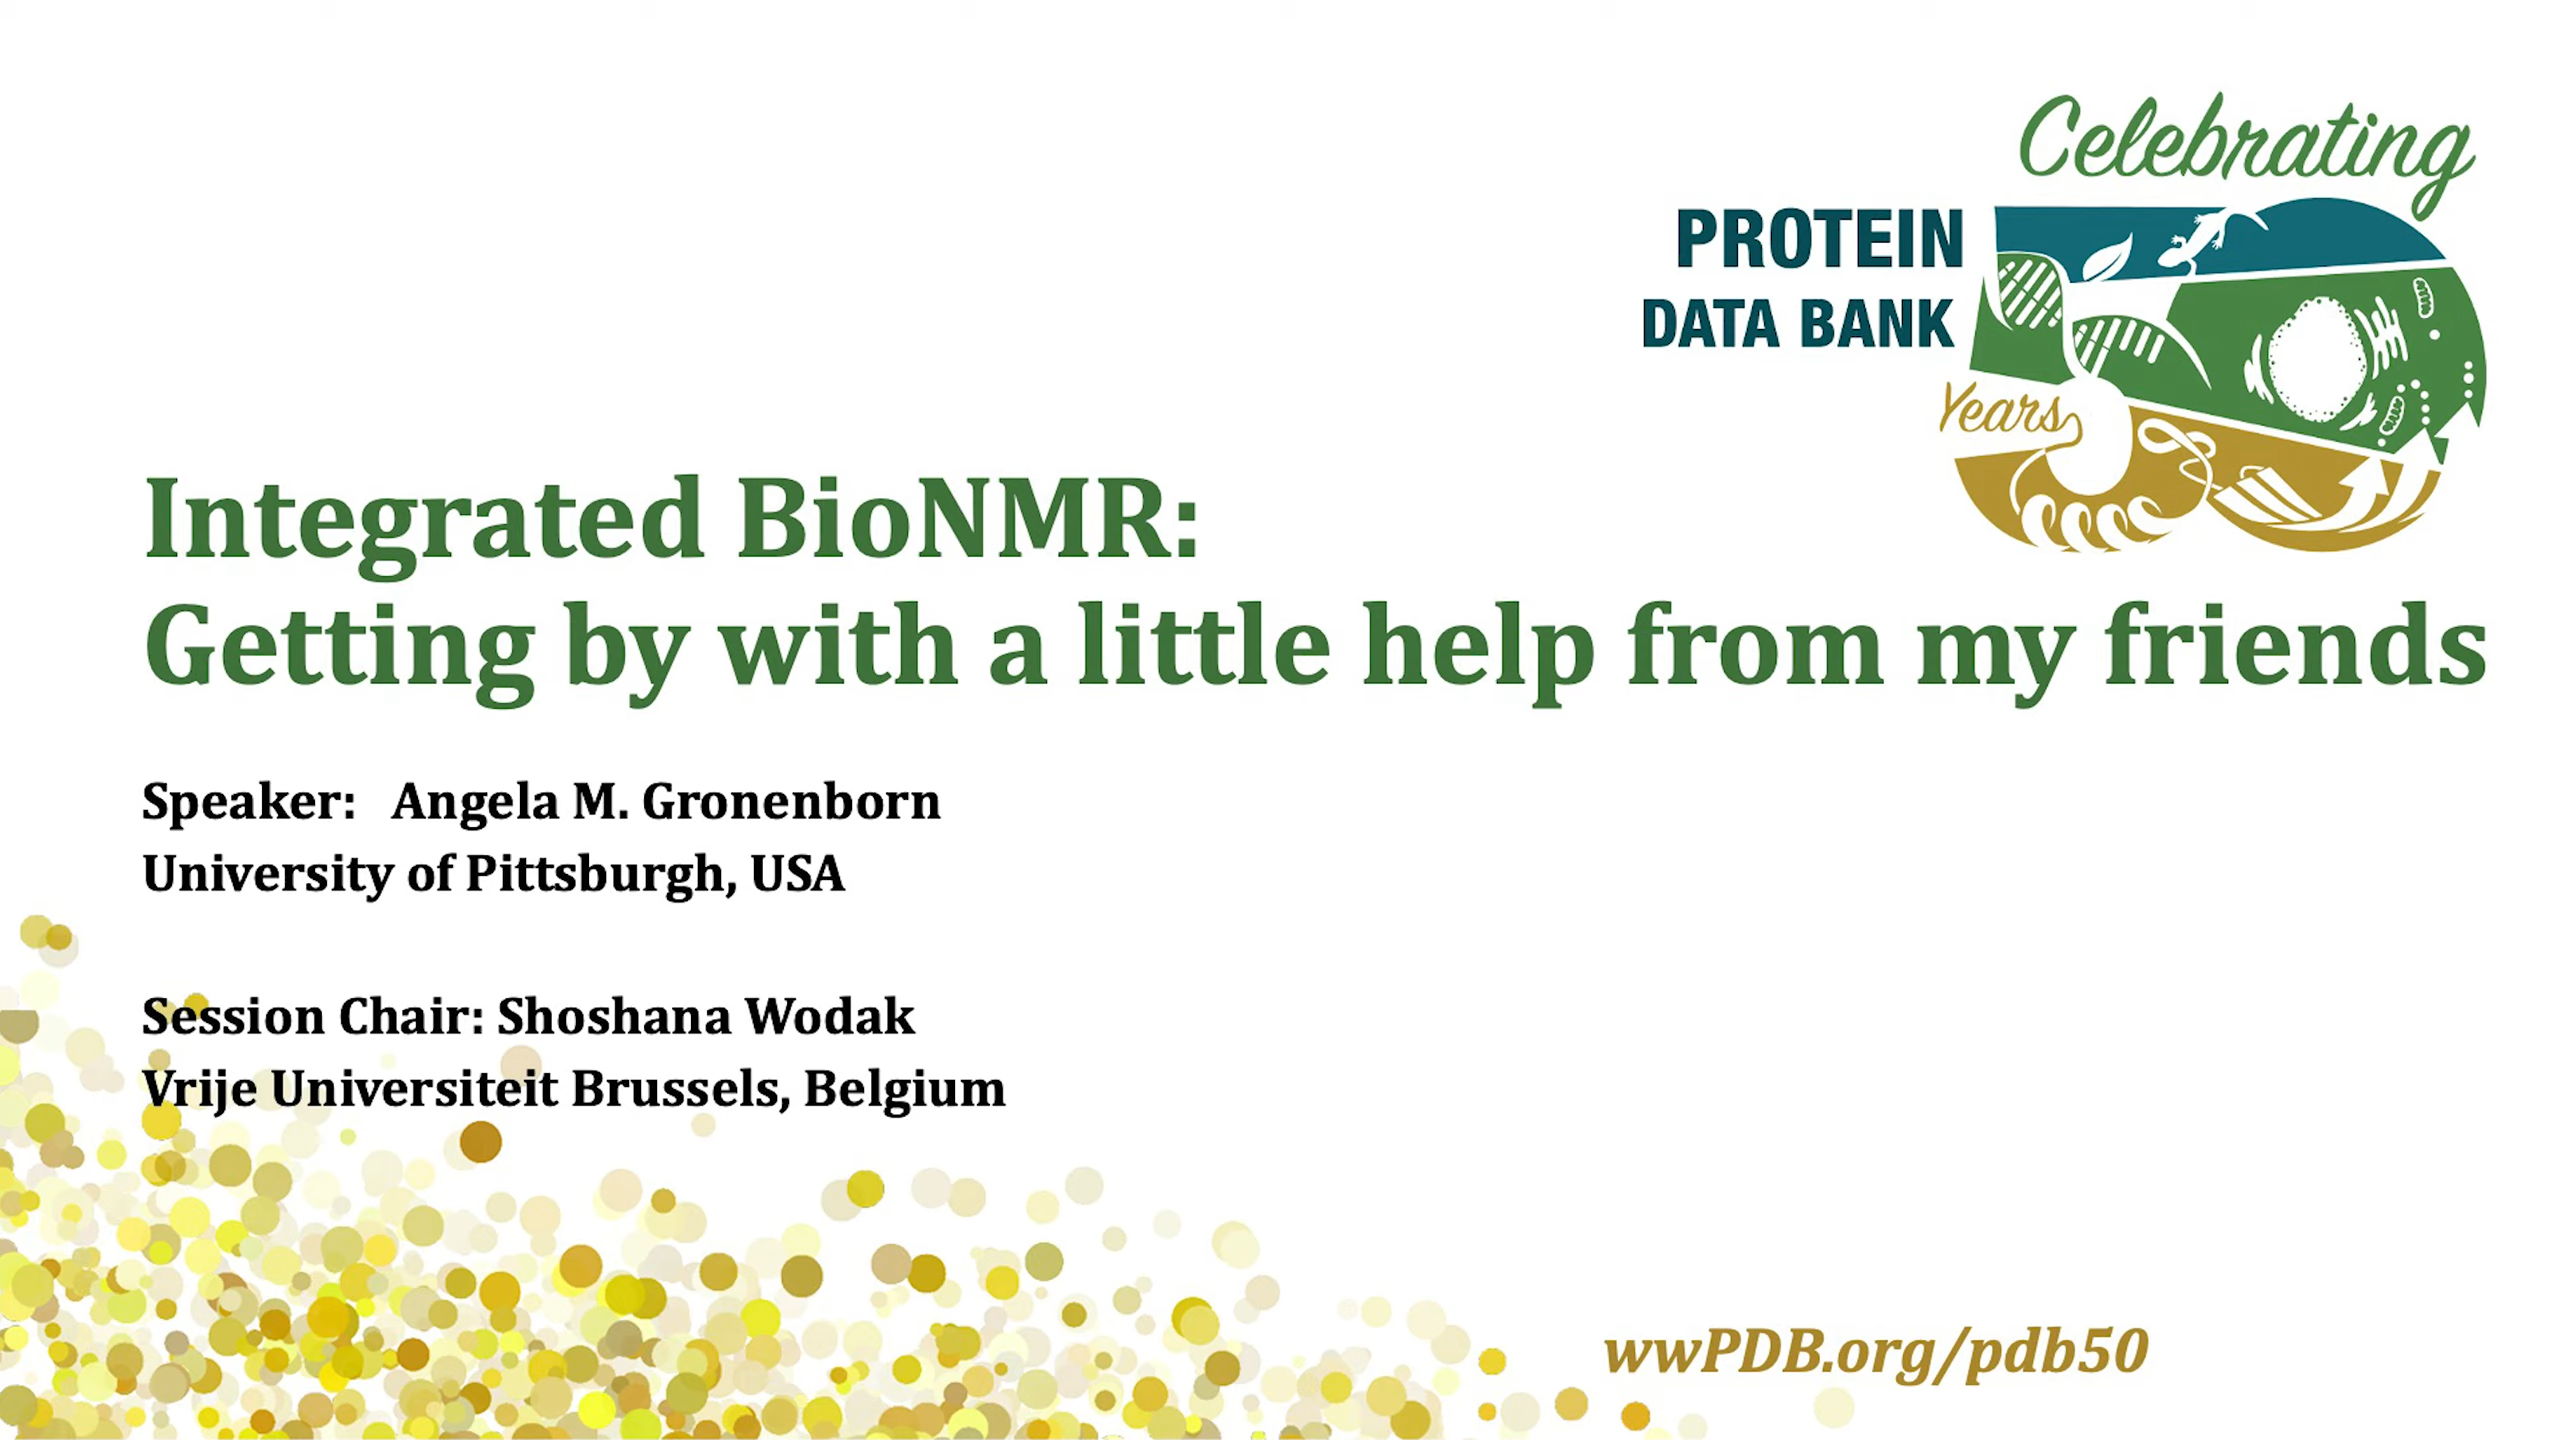 Celebrating
PROTEIN
DATA BANK
50
Years
Integrated BioNMR:
Getting by with a little help from my friends
Speaker: Angela M. Gronenborn
University of Pittsburgh, USA
Session Chair: Shoshana Wodak
Vrije Universiteit Brussels, Belgium
wwPDB.org/pdb50